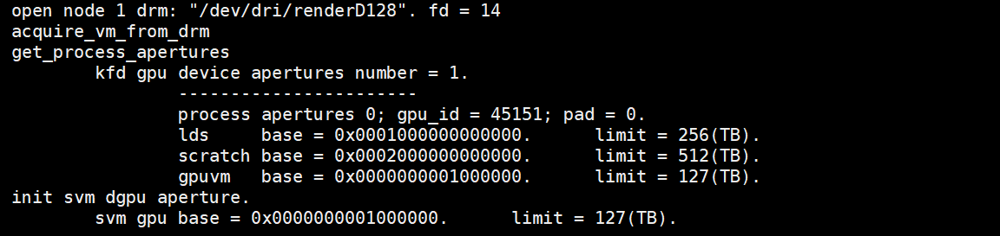 open node 1 drm: "/dev/dri/renderD128". fd = 14
acquire_vm_from_drm
get_process_apertures
        kfd gpu device apertures number = 1.
                -----------------------
                process apertures 0; gpu_id = 45151; pad = 0.
                lds     base = 0x0001000000000000.      limit = 256(TB).
                scratch base = 0x0002000000000000.      limit = 512(TB).
                gpuvm   base = 0x0000000001000000.      limit = 127(TB).
init svm dgpu aperture.
        svm gpu base = 0x0000000001000000.      limit = 127(TB).